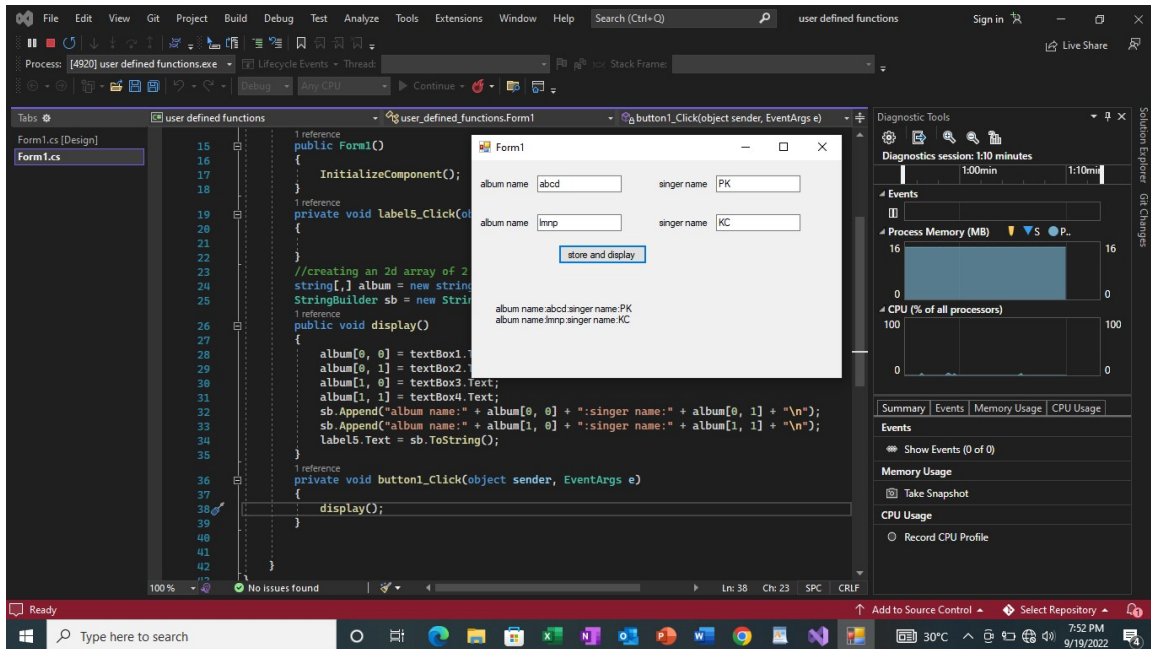 File Edit View Git Project Build Debug Test Analyze Tools Extensions Window Help Search (Ctrl+Q) user defined functions Sign in
Live Share
Process: [4920] user defined functions.exe Lifecycle Events Thread: Stack Frame:
Debug Any CPU Continue
Tabs
Form1.cs [Design]
Form1.cs
user defined functions user_defined_functions.Form1 button1_Click(object sender, EventArgs e)
1 reference
15 public Form1()
16 {
17 InitializeComponent();
18 }
1 reference
19 private void label5_Click(ob
20 {
21
22 }
23 //creating an 2d array of 2
24 string[,] album = new string
25 StringBuilder sb = new Strin
1 reference
26 public void display()
27 {
28 album[0, 0] = textBox1.T
29 album[0, 1] = textBox2.T
30 album[1, 0] = textBox3.Text;
31 album[1, 1] = textBox4.Text;
32 sb.Append("album name:" + album[0, 0] + ":singer name:" + album[0, 1] + "\n");
33 sb.Append("album name:" + album[1, 0] + ":singer name:" + album[1, 1] + "\n");
34 label5.Text = sb.ToString();
35 }
1 reference
36 private void button1_Click(object sender, EventArgs e)
37 {
38 display();
39 }
40
41
42 }
Form1
album name abcd singer name PK
album name lmnp singer name KC
store and display
album name:abcd:singer name:PK
album name:lmnp:singer name:KC
100 % No issues found Ln: 38 Ch: 23 SPC CRLF
Diagnostic Tools
Diagnostics session: 1:10 minutes
1:00min 1:10min
Events
Process Memory (MB) S P..
16 16
0 0
CPU (% of all processors)
100 100
0 0
Summary Events Memory Usage CPU Usage
Events
Show Events (0 of 0)
Memory Usage
Take Snapshot
CPU Usage
Record CPU Profile
Solution Explorer
Git Changes
Ready Add to Source Control Select Repository 1
Type here to search 30°C 7:52 PM
9/19/2022 4